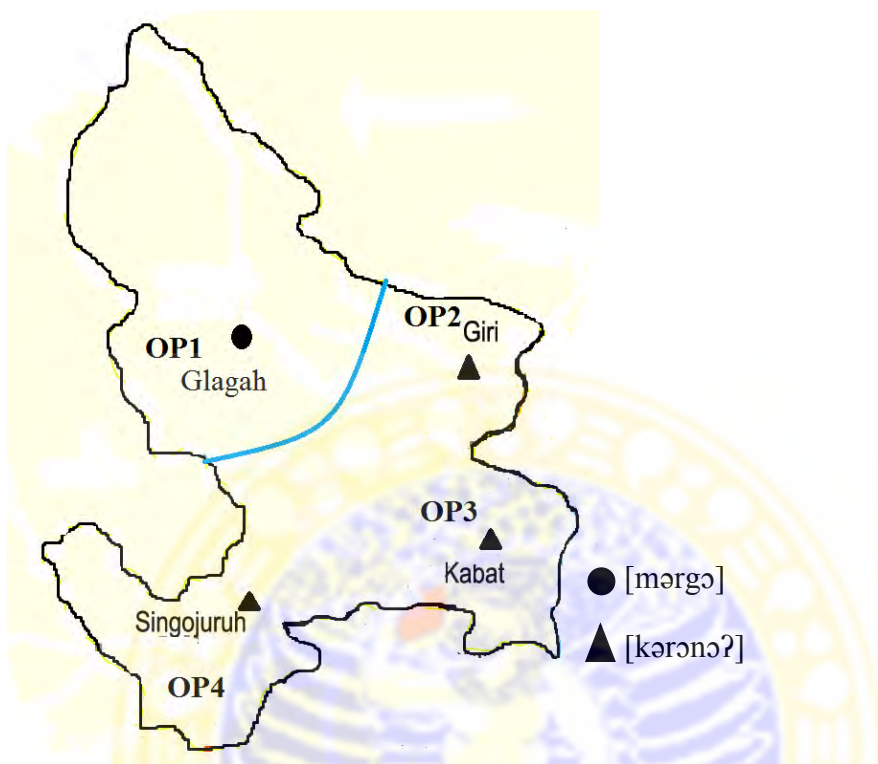 OP2
Giri
OP1
Glagah
OP3
Kabat
[mərgɔ]
Singojuruh
[kərɔnɔʔ]
OP4